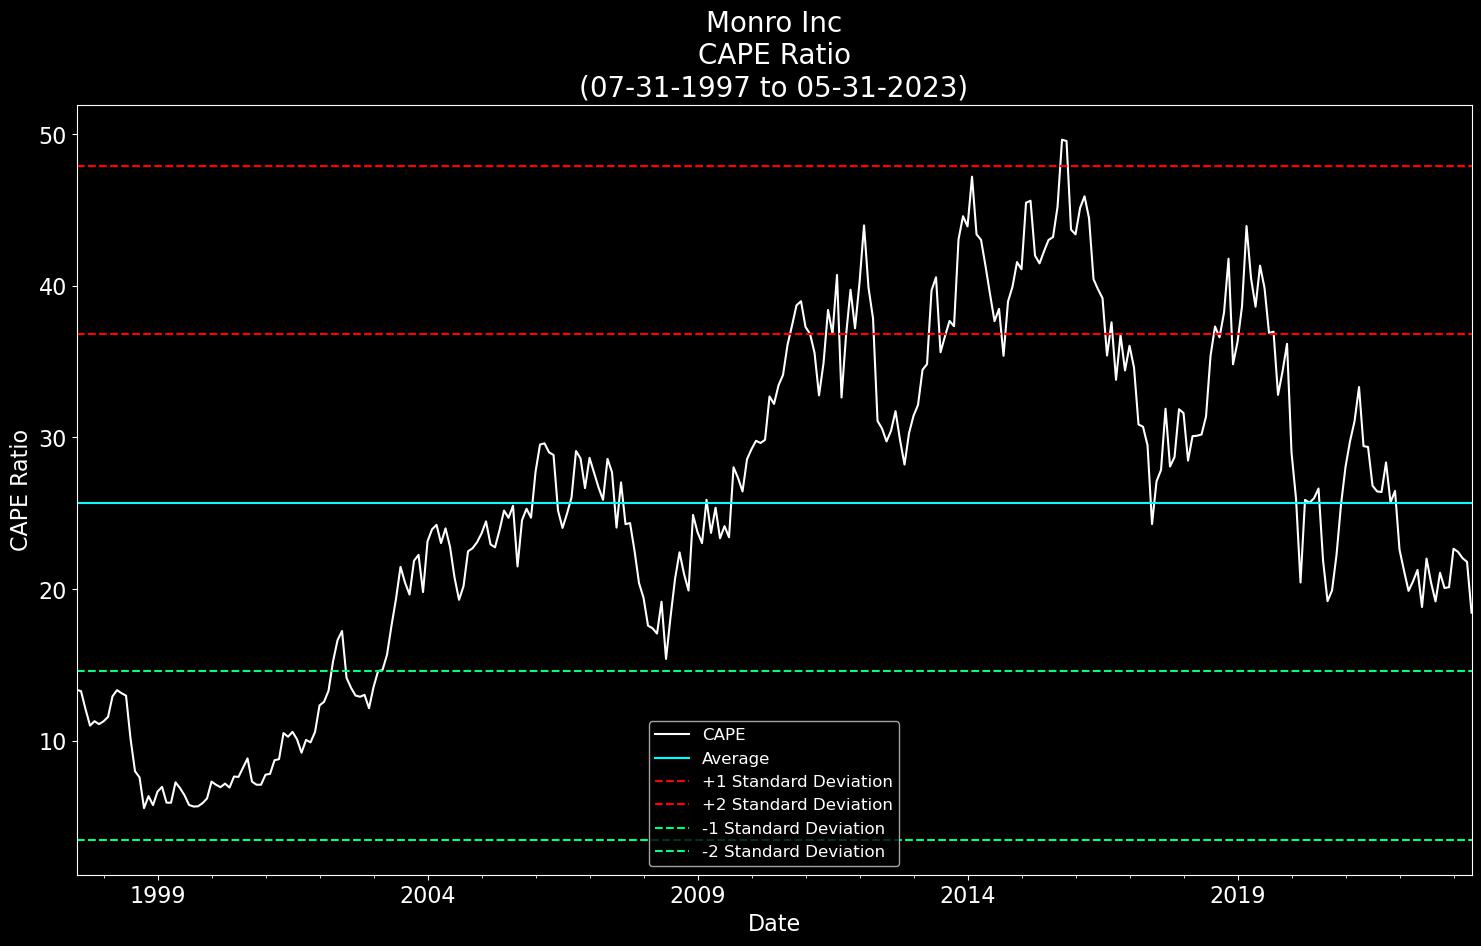 Monro Inc
CAPE Ratio
(07-31-1997 to 05-31-2023)
50
40
30
20
10
CAPE Ratio
CAPE
Average
+1 Standard Deviation
+2 Standard Deviation
-1 Standard Deviation
-2 Standard Deviation
1999 2004 2009 2014 2019
Date